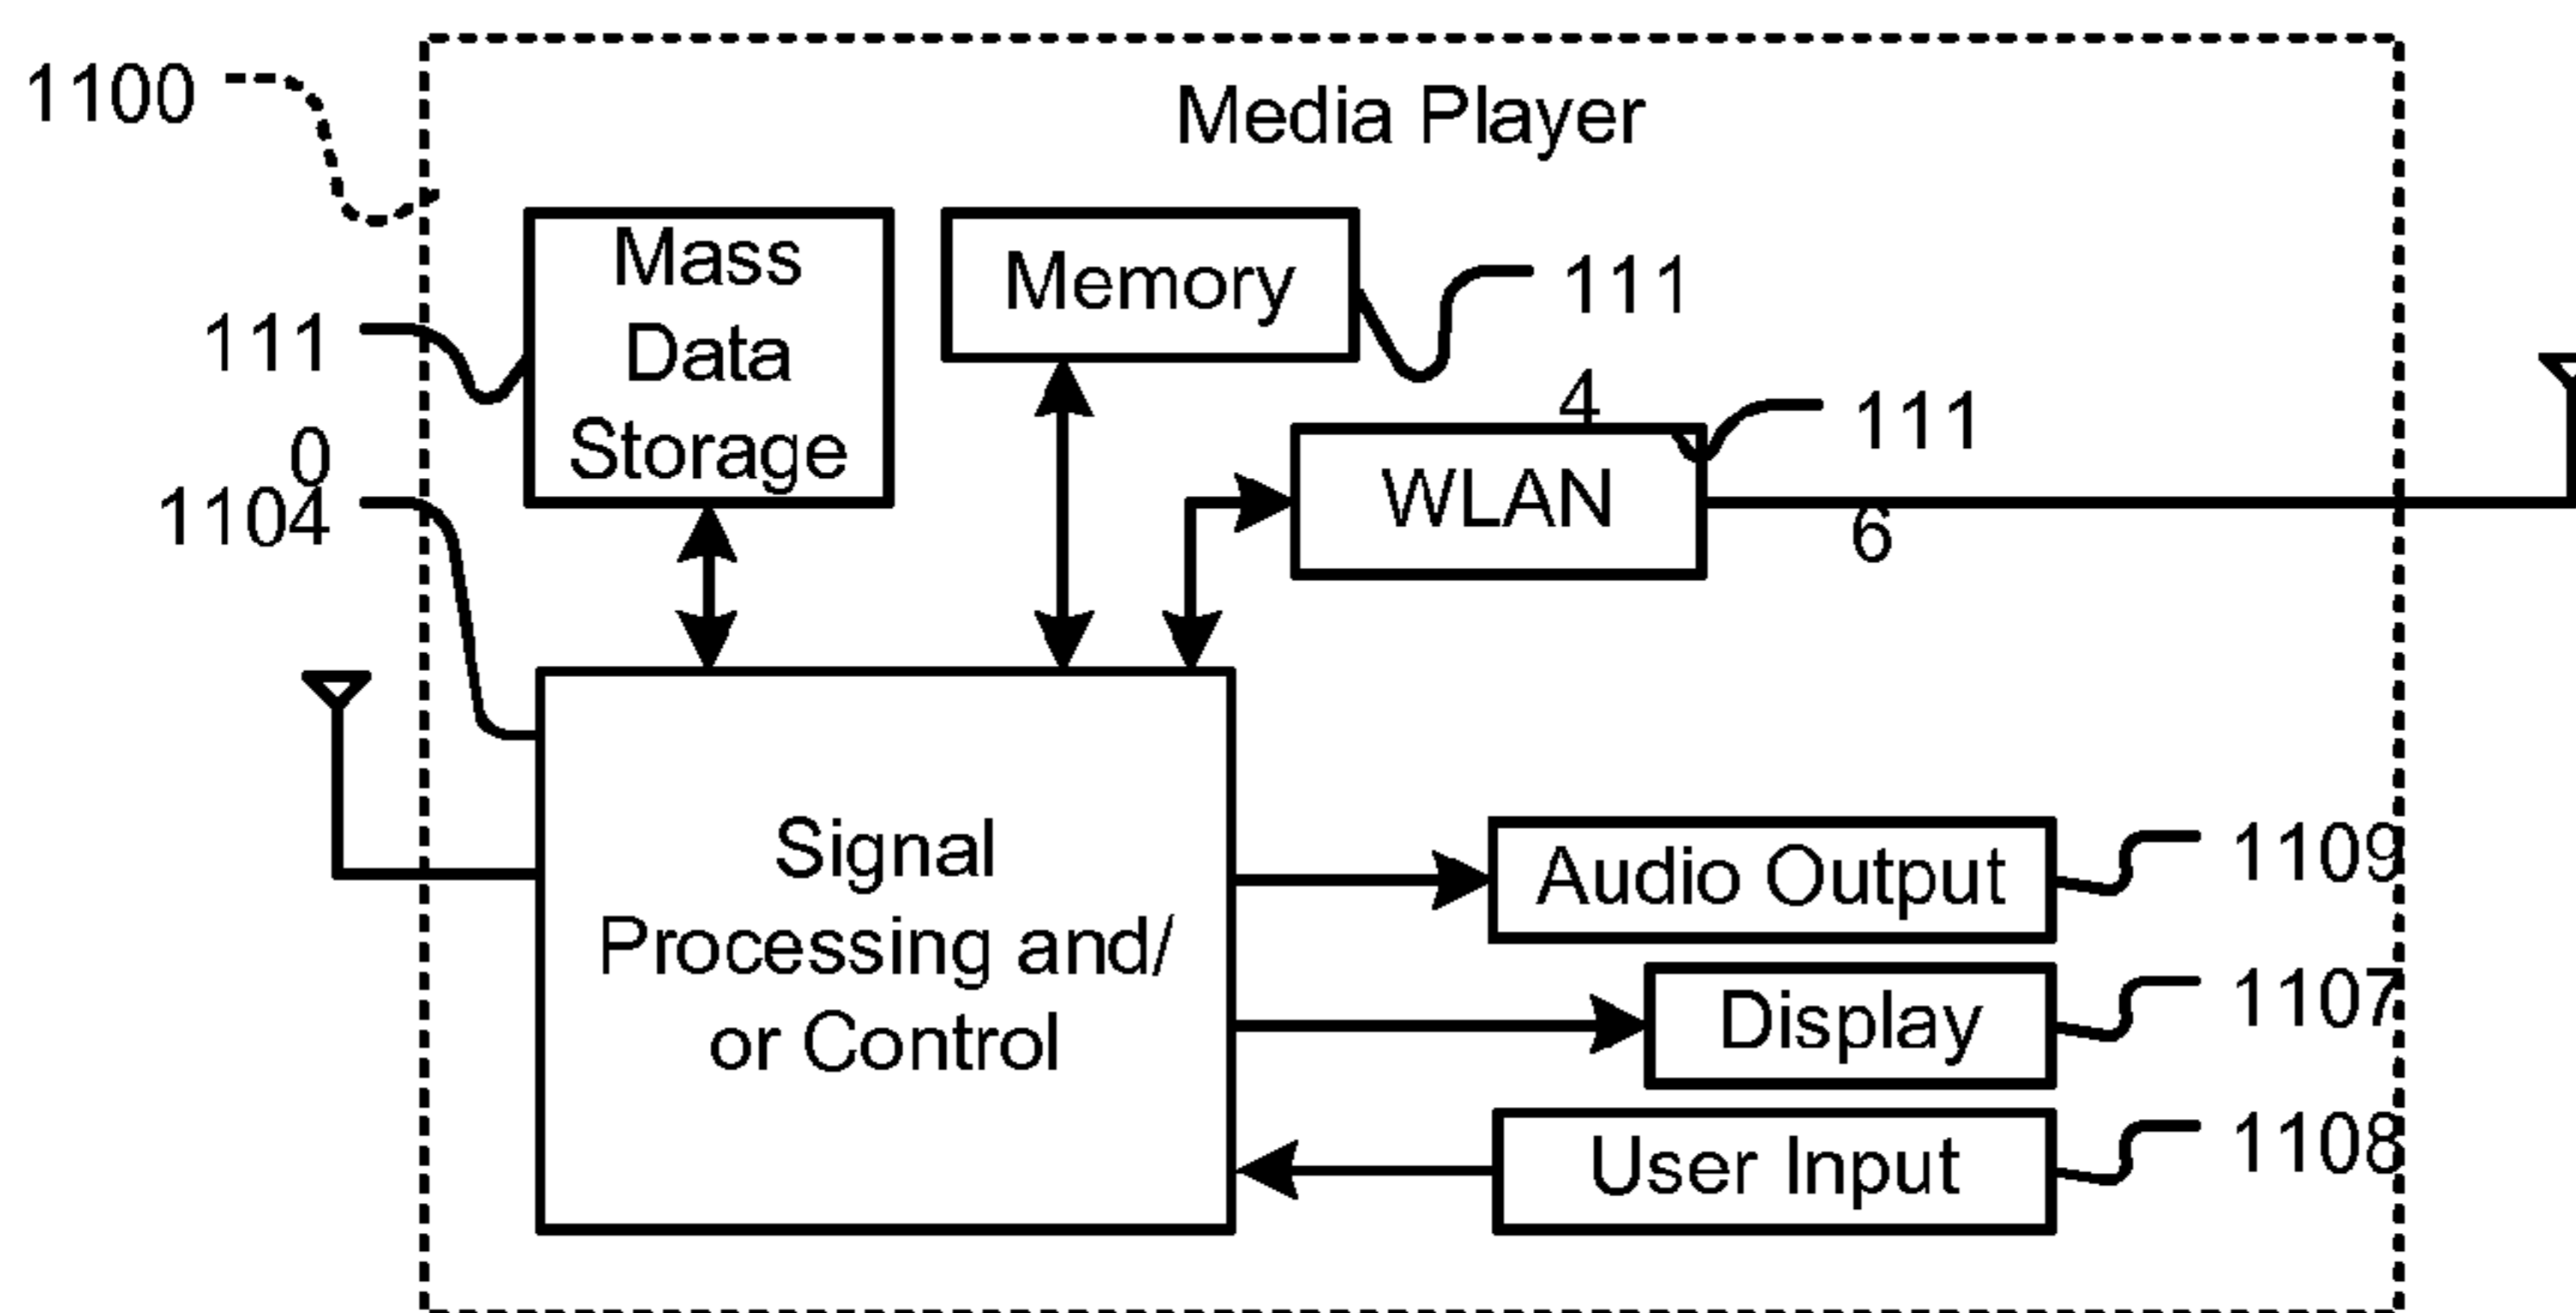 1100
Media Player
Mass
Data
Storage
Memory
111
4
111
0
111
6
WLAN
1104
Signal
Processing and/
or Control
Audio Output
1109
Display
1107
User Input
1108